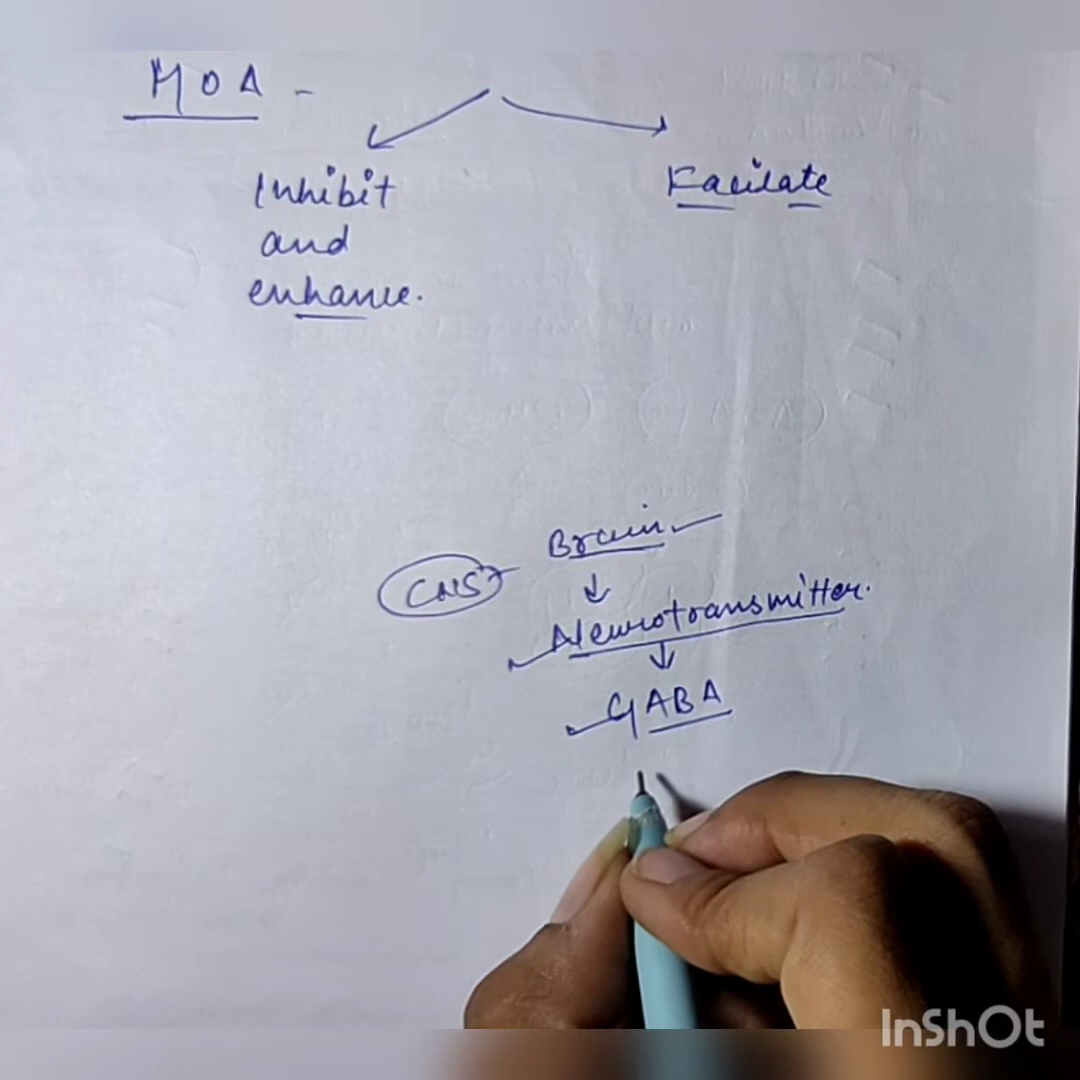 MOA -
Inhibit
and
enhance.
Facilate
Brain
CNS
Neurotransmitter.
GABA
InShOt